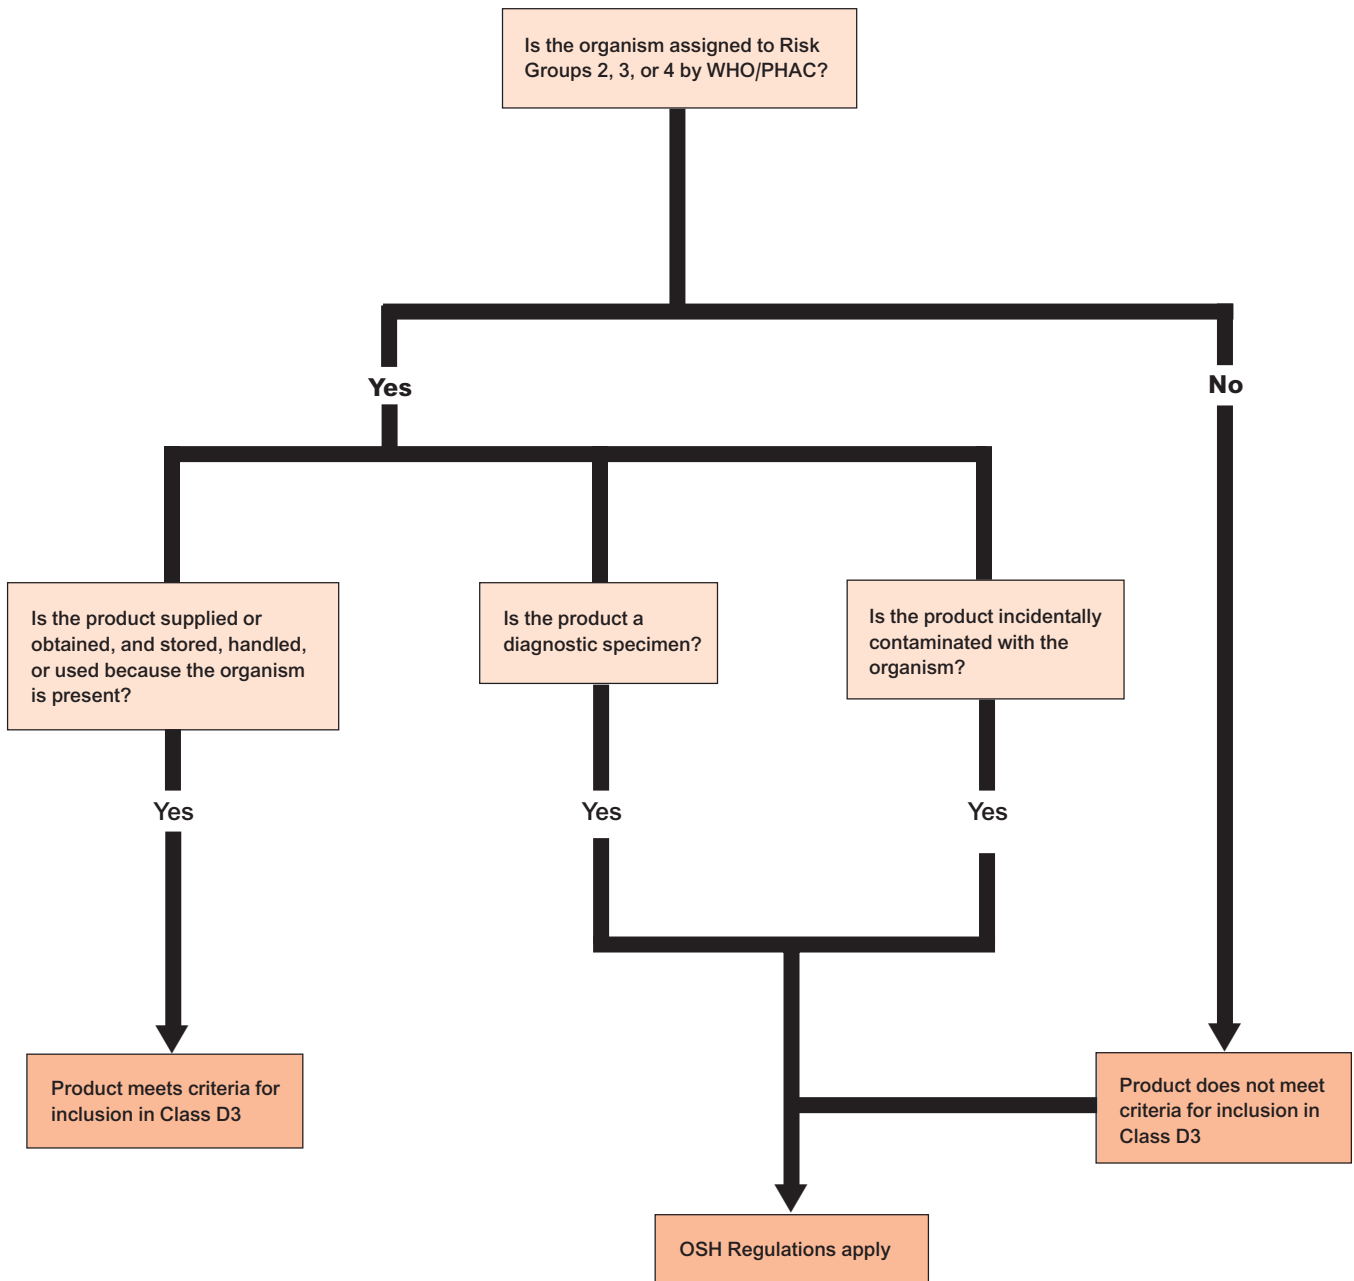 Is the organism assigned to Risk
Groups 2, 3, or 4 by WHO/PHAC?
Yes
No
Is the product supplied or
obtained, and stored, handled,
or used because the organism
is present?
Is the product a
diagnostic specimen?
Is the product incidentally
contaminated with the
organism?
Yes
Yes
Yes
Product meets criteria for
inclusion in Class D3
Product does not meet
criteria for inclusion in
Class D3
OSH Regulations apply